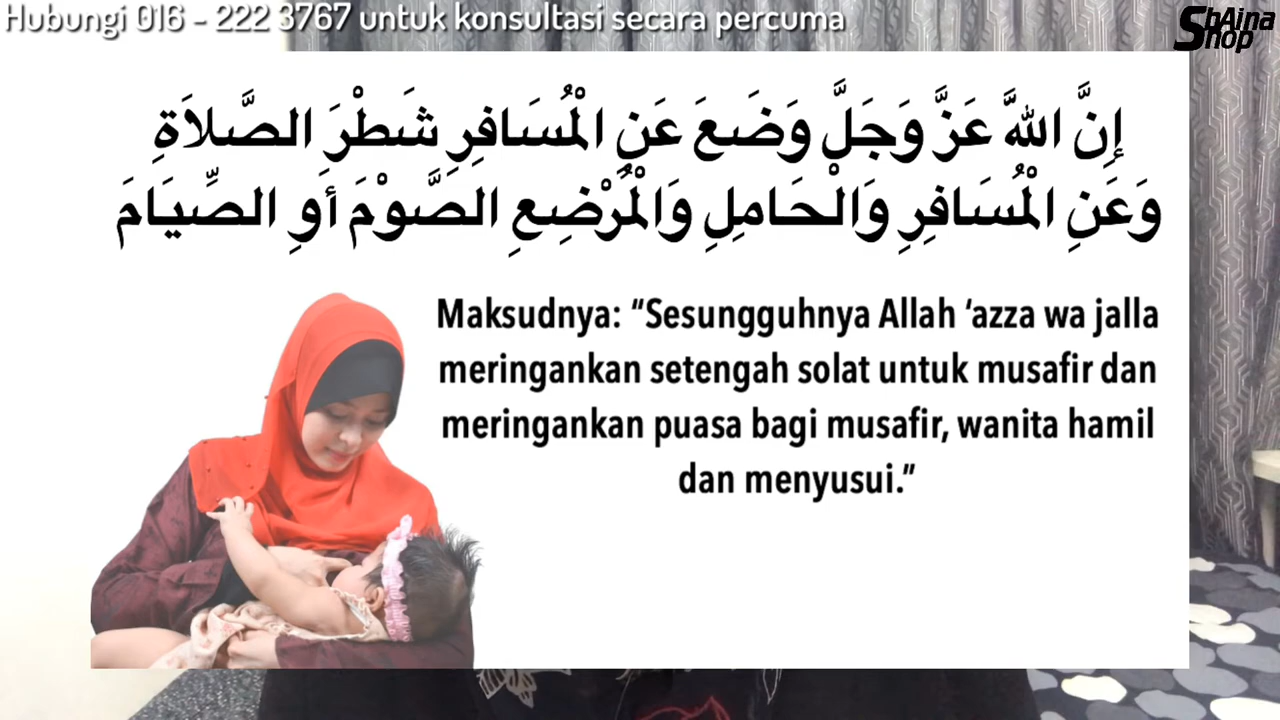 Hubungi 016 - 222 3767 untuk konsultasi secara percuma
ShAina
Shop
إِنَّ اللهَّ عَزَّ وَجَلَّ وَضَعَ عَنِ الْمُسَافِرِ شَطْرَ الصَّلاَةِ
وَعَنِ الْمُسَافِرِ وَالْحَامِلِ وَالْمُرْضِعِ الصَّوْمَ أَوِ الصِّيَامَ
Maksudnya: “Sesungguhnya Allah ‘azza wa jalla
meringankan setengah solat untuk musafir dan
meringankan puasa bagi musafir, wanita hamil
dan menyusui.”